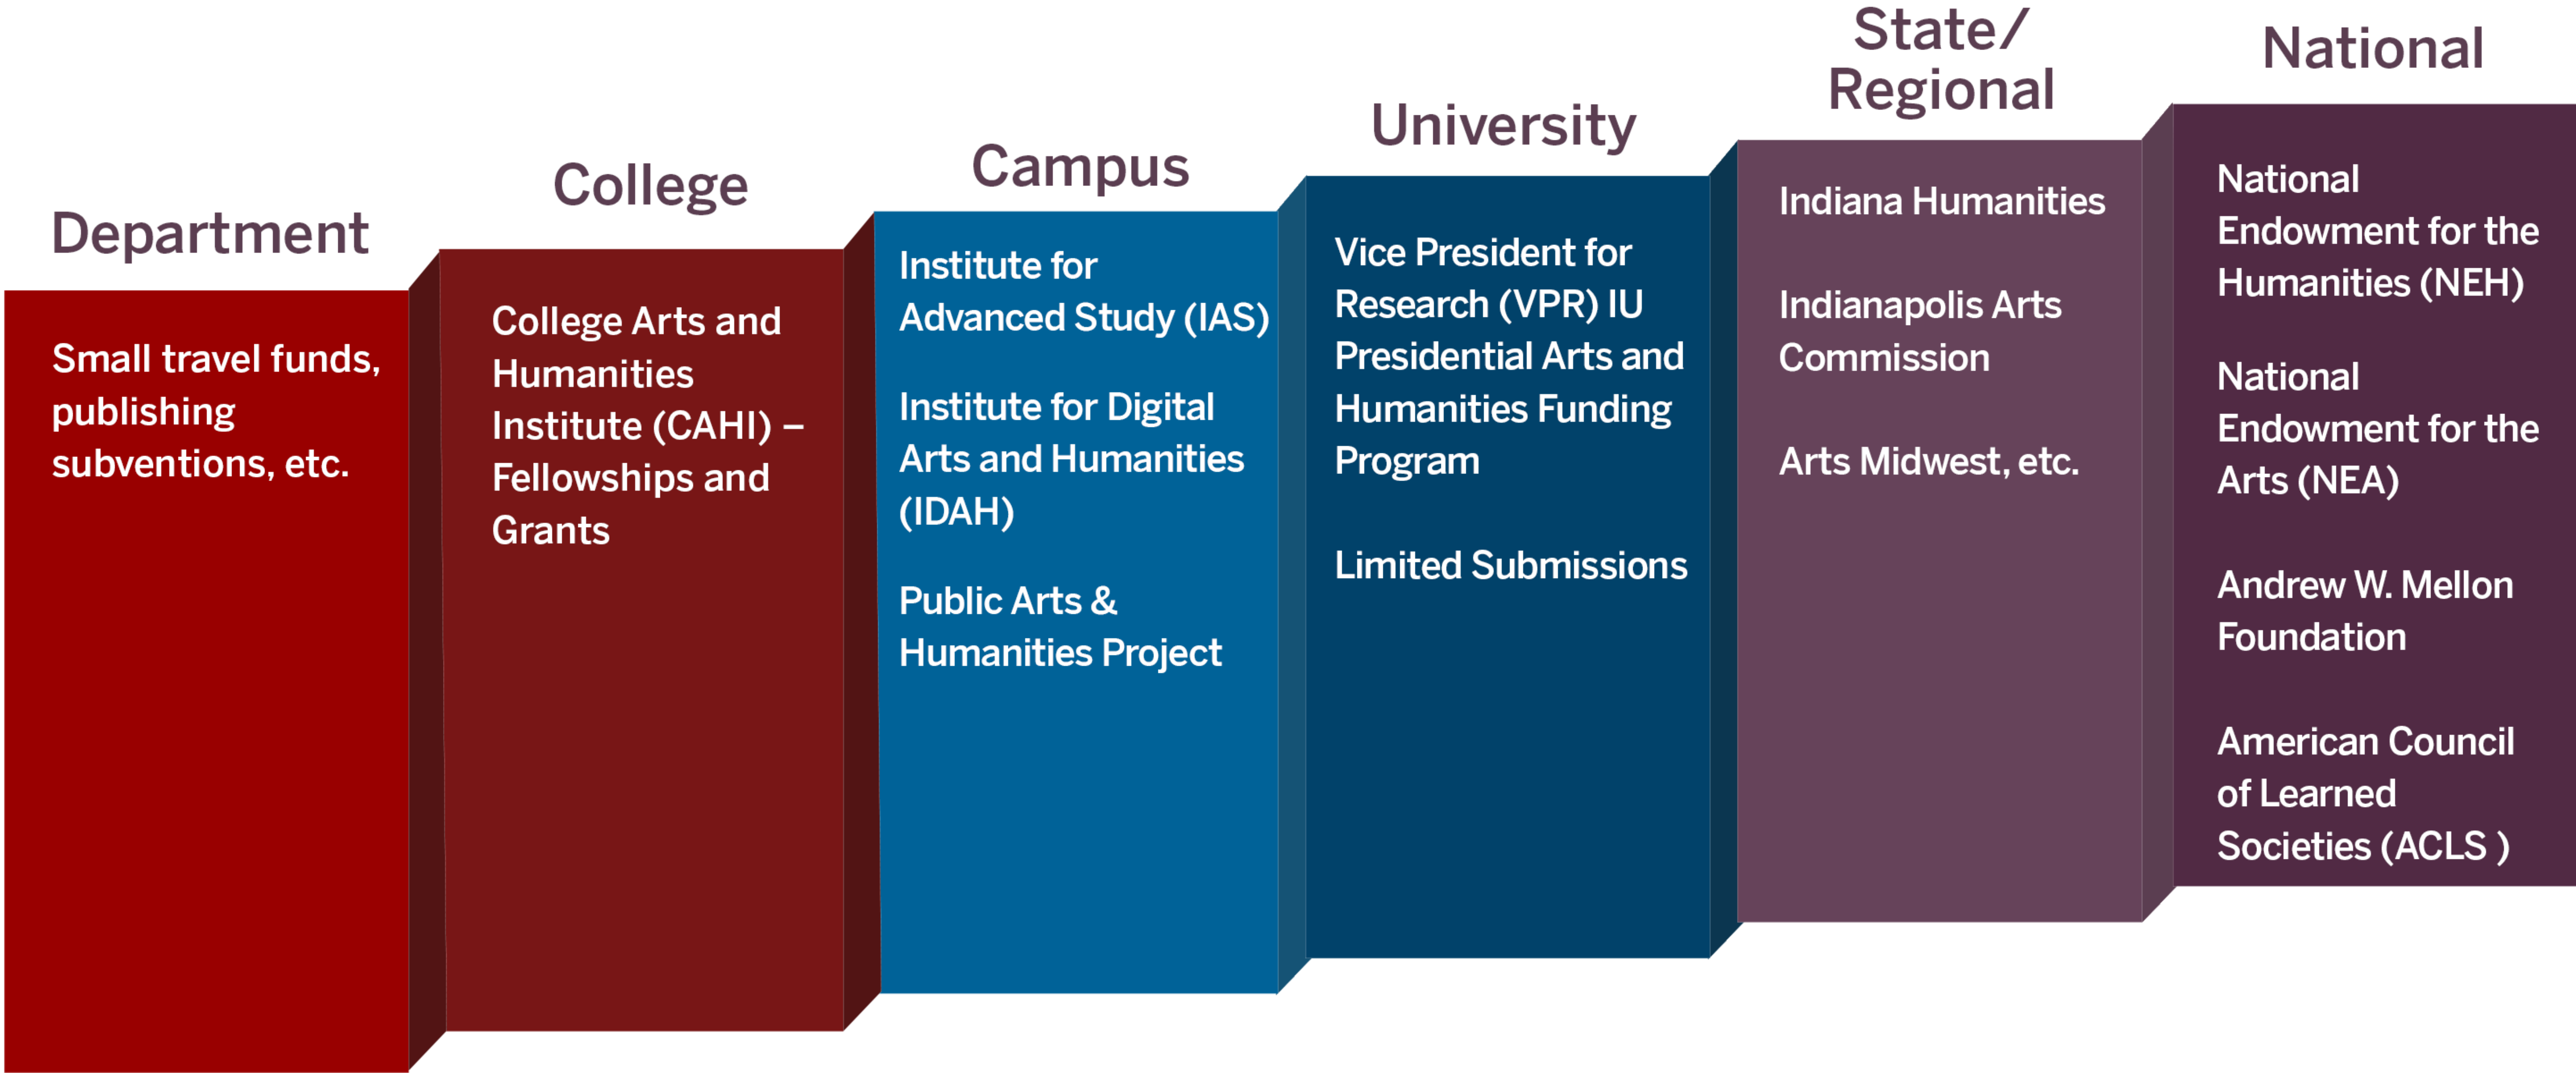 Department
Small travel funds,
publishing
subventions, etc.
College
College Arts and
Humanities
Institute (CAHI) –
Fellowships and
Grants
Campus
Institute for
Advanced Study (IAS)
Institute for Digital
Arts and Humanities
(IDAH)
Public Arts &
Humanities Project
University
Vice President for
Research (VPR) IU
Presidential Arts and
Humanities Funding
Program
Limited Submissions
State/
Regional
Indiana Humanities
Indianapolis Arts
Commission
Arts Midwest, etc.
National
National
Endowment for the
Humanities (NEH)
National
Endowment for the
Arts (NEA)
Andrew W. Mellon
Foundation
American Council
of Learned
Societies (ACLS )